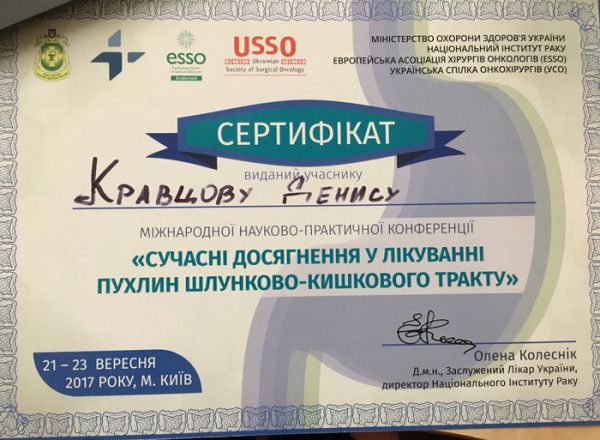 МІНІСТЕРСТВО ОХОРОНИ ЗДОРОВ'Я УКРАЇНИ
НАЦІОНАЛЬНИЙ ІНСТИТУТ РАКУ
ЕВРОПЕЙСЬКА АСОЦІАЦІЯ ХІРУРГІВ ОНКОЛОГІВ (ESSO)
УКРАЇНСЬКА СПІЛКА ОНКОХІРУРГІВ (УСО)
esso
Endorsed
USSO
Ukrainian
Society of Surgical Oncology
СЕРТИФІКАТ
виданий учаснику
Кравцову Денису
МІЖНАРОДНОЇ НАУКОВО-ПРАКТИЧНОЇ КОНФЕРЕНЦІЇ
«СУЧАСНІ ДОСЯГНЕННЯ У ЛІКУВАННІ
ПУХЛИН ШЛУНКОВО-КИШКОВОГО ТРАКТУ»
21 – 23 ВЕРЕСНЯ
2017 РОКУ, М. КИЇВ
Олена Колеснік
Д.м.н., Заслужений Лікар України,
директор Національного Інституту Раку